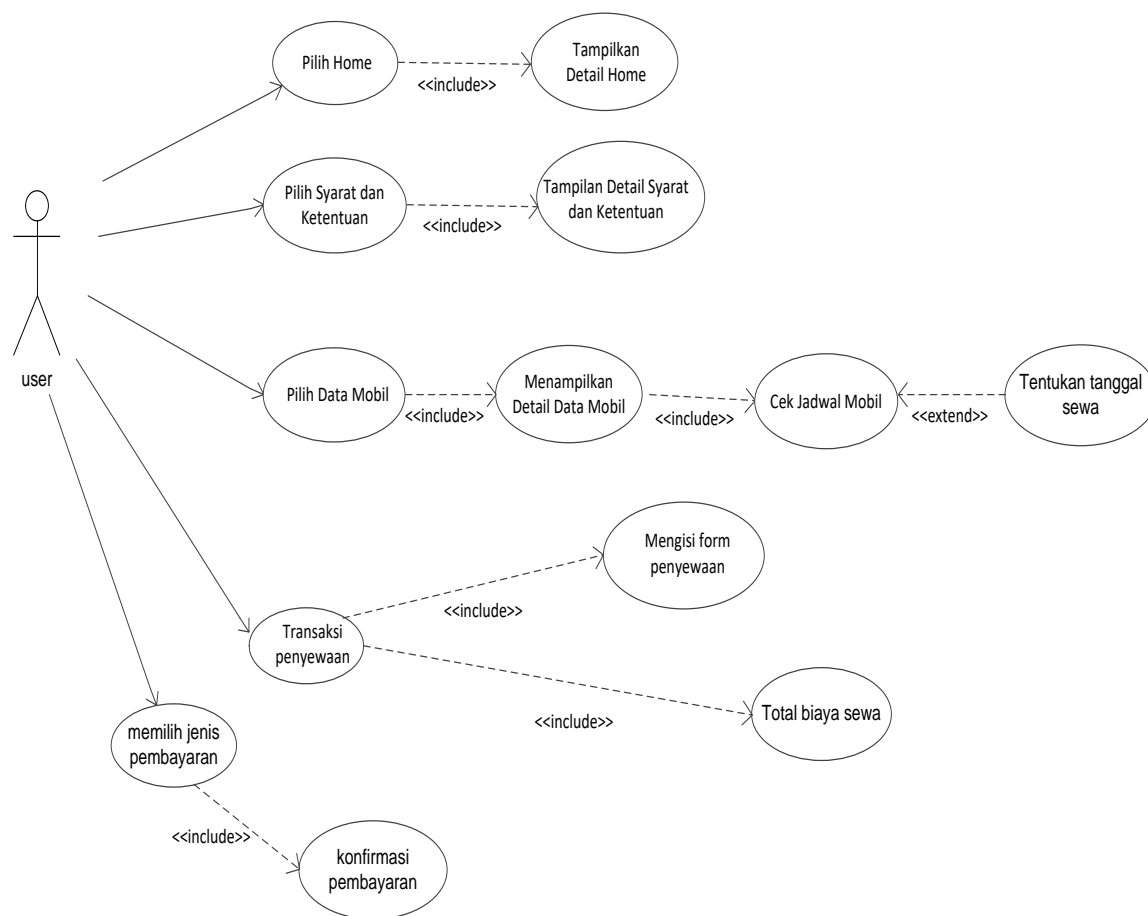 Pilih Home
<<include>>
Tampilkan
Detail Home
Pilih Syarat dan
Ketentuan
<<include>>
Tampilan Detail Syarat
dan Ketentuan
user
Pilih Data Mobil
<<include>>
Menampilkan
Detail Data Mobil
<<include>>
Cek Jadwal Mobil
<<extend>>
Tentukan tanggal
sewa
Transaksi
penyewaan
<<include>>
Mengisi form
penyewaan
<<include>>
Total biaya sewa
memilih jenis
pembayaran
<<include>>
konfirmasi
pembayaran